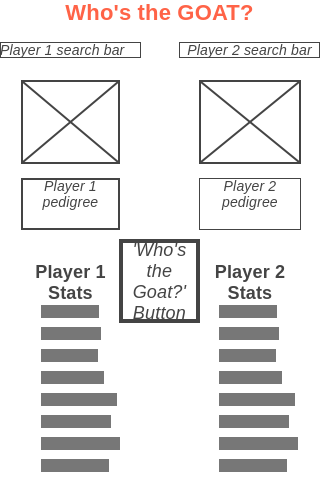 Who's the GOAT?
Player 1 search bar
Player 2 search bar
Player 1
pedigree
Player 2
pedigree
'Who's
the
Goat?'
Button
Player 1
Stats
Player 2
Stats